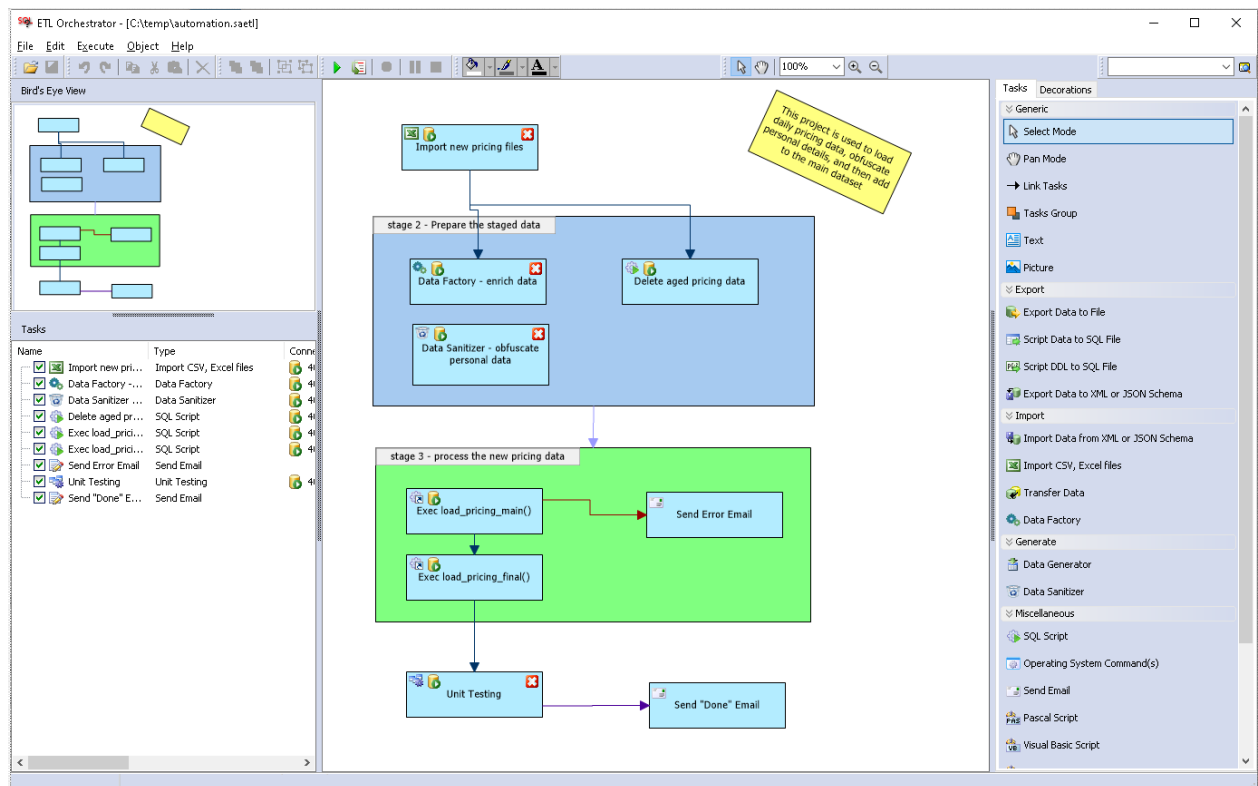 ETL Orchestrator - [C:\temp\automation.saetl]
File Edit Execute Object Help
100%
Bird's Eye View
Tasks
Name Type Conne
Import new pri... Import CSV, Excel files
Data Factory -... Data Factory
Data Sanitizer ... Data Sanitizer
Delete aged pr... SQL Script
Exec load_prici... SQL Script
Exec load_prici... SQL Script
Send Error Email Send Email
Unit Testing Unit Testing
Send "Done" E... Send Email
Import new pricing files
This project is used to load
daily pricing data, obfuscate
personal details, and then add
to the main dataset
stage 2 - Prepare the staged data
Data Factory - enrich data
Delete aged pricing data
Data Sanitizer - obfuscate
personal data
stage 3 - process the new pricing data
Exec load_pricing_main()
Send Error Email
Exec load_pricing_final()
Unit Testing
Send "Done" Email
Tasks Decorations
Generic
Select Mode
Pan Mode
Link Tasks
Tasks Group
Text
Picture
Export
Export Data to File
Script Data to SQL File
Script DDL to SQL File
Export Data to XML or JSON Schema
Import
Import Data from XML or JSON Schema
Import CSV, Excel files
Transfer Data
Data Factory
Generate
Data Generator
Data Sanitizer
Miscellaneous
SQL Script
Operating System Command(s)
Send Email
Pascal Script
Visual Basic Script